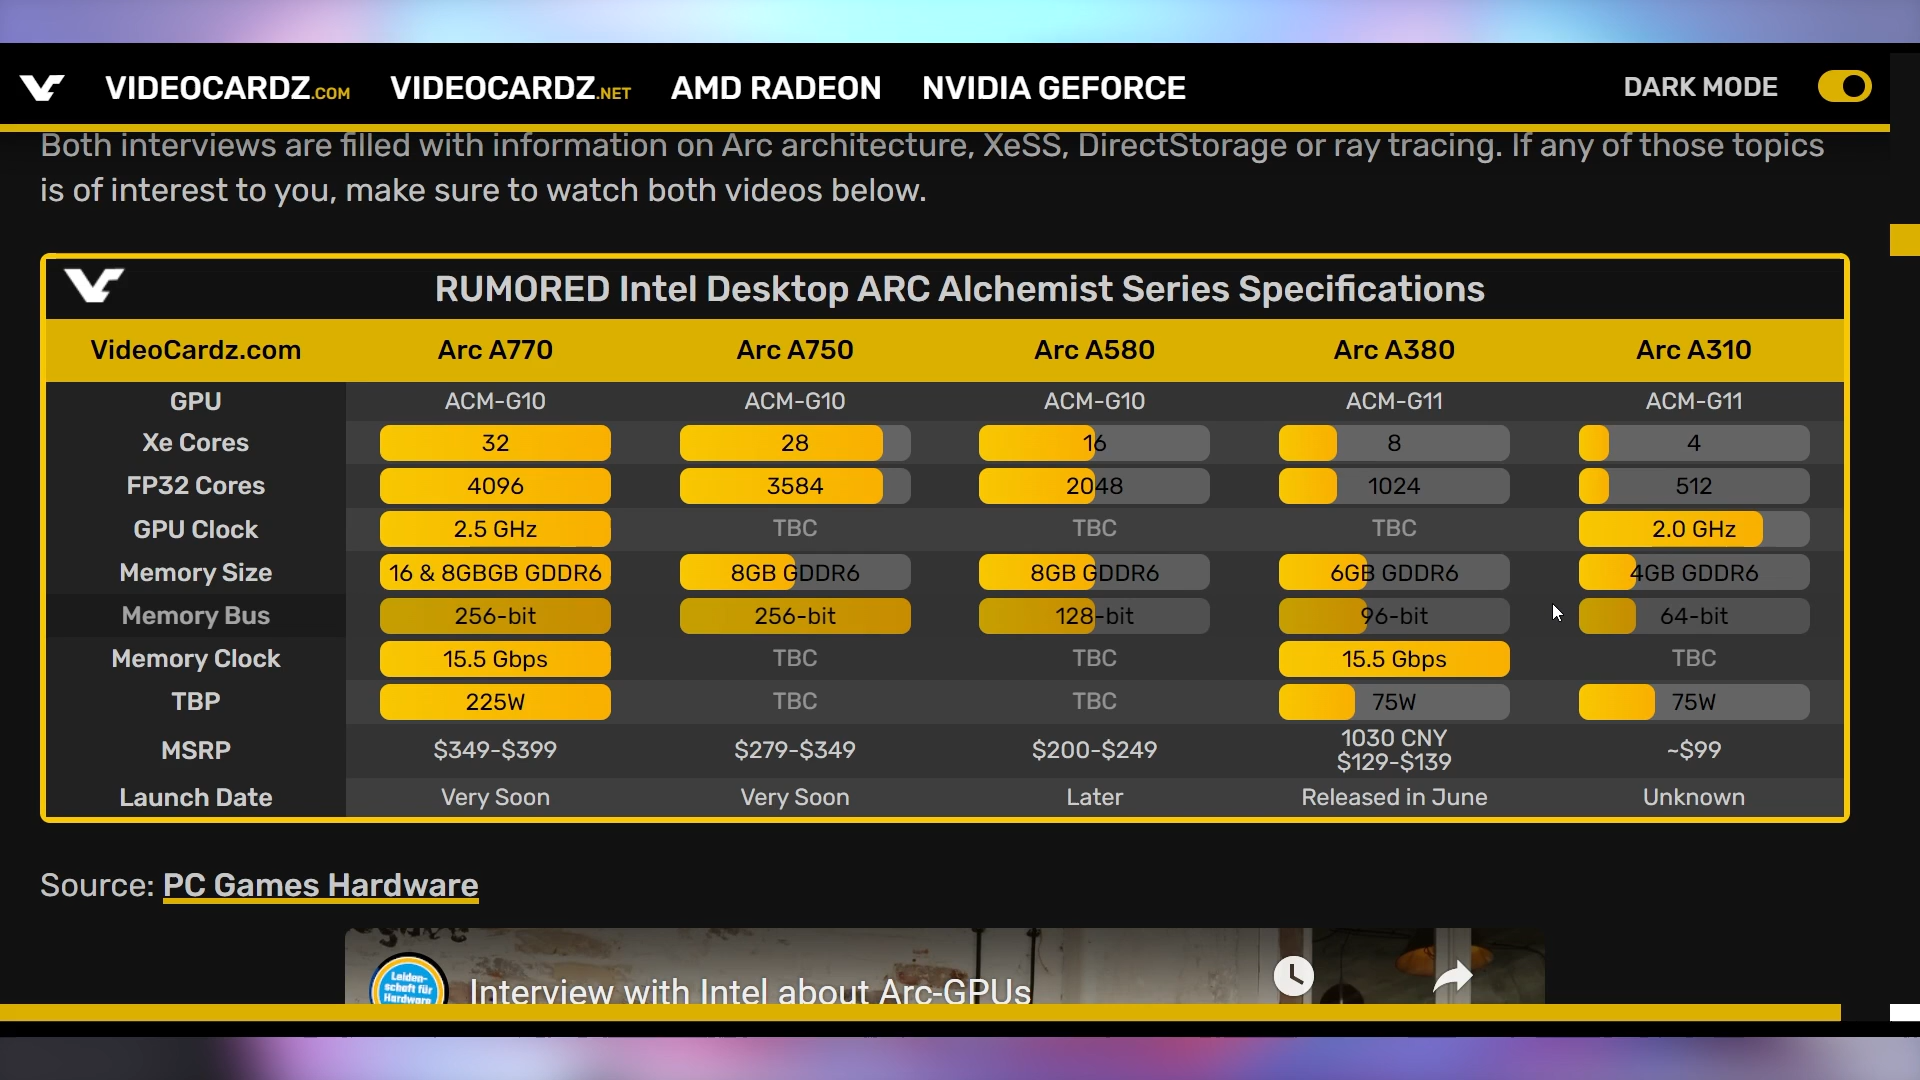 VIDEOCARDZ.COM VIDEOCARDZ.NET AMD RADEON NVIDIA GEFORCE DARK MODE
Both interviews are filled with information on Arc architecture, XeSS, DirectStorage or ray tracing. If any of those topics
is of interest to you, make sure to watch both videos below.
RUMORED Intel Desktop ARC Alchemist Series Specifications
VideoCardz.com Arc A770 Arc A750 Arc A580 Arc A380 Arc A310
GPU ACM-G10 ACM-G10 ACM-G10 ACM-G11 ACM-G11
Xe Cores 32 28 16 8 4
FP32 Cores 4096 3584 2048 1024 512
GPU Clock 2.5 GHz TBC TBC TBC 2.0 GHz
Memory Size 16 & 8GBGB GDDR6 8GB GDDR6 8GB GDDR6 6GB GDDR6 4GB GDDR6
Memory Bus 256-bit 256-bit 128-bit 96-bit 64-bit
Memory Clock 15.5 Gbps TBC TBC 15.5 Gbps TBC
TBP 225W TBC TBC 75W 75W
MSRP $349-$399 $279-$349 $200-$249 1030 CNY $129-$139 ~$99
Launch Date Very Soon Very Soon Later Released in June Unknown
Source: PC Games Hardware
Leiden-
schaft für
Hardware
Interview with Intel about Arc-GPUs